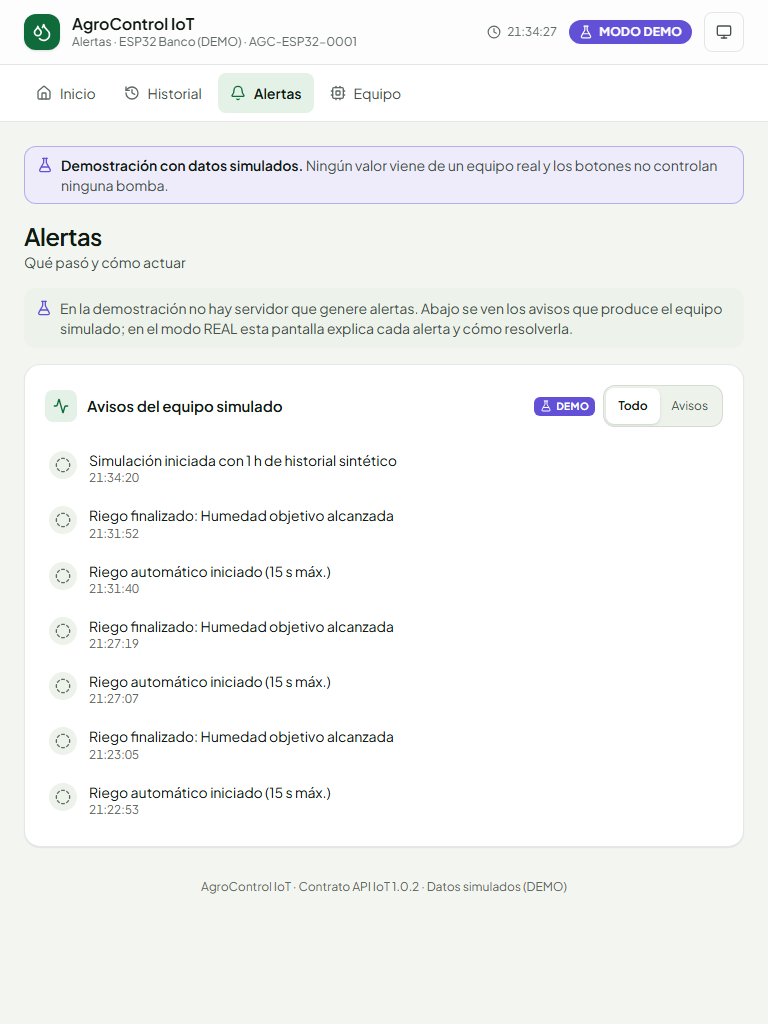 AgroControl IoT
Alertas · ESP32 Banco (DEMO) · AGC-ESP32-0001
21:34:27
MODO DEMO
Inicio
Historial
Alertas
Equipo
Demostración con datos simulados. Ningún valor viene de un equipo real y los botones no controlan
ninguna bomba.
Alertas
Qué pasó y cómo actuar
En la demostración no hay servidor que genere alertas. Abajo se ven los avisos que produce el equipo
simulado; en el modo REAL esta pantalla explica cada alerta y cómo resolverla.
Avisos del equipo simulado
DEMO
Todo
Avisos
Simulación iniciada con 1 h de historial sintético
21:34:20
Riego finalizado: Humedad objetivo alcanzada
21:31:52
Riego automático iniciado (15 s máx.)
21:31:40
Riego finalizado: Humedad objetivo alcanzada
21:27:19
Riego automático iniciado (15 s máx.)
21:27:07
Riego finalizado: Humedad objetivo alcanzada
21:23:05
Riego automático iniciado (15 s máx.)
21:22:53
AgroControl IoT · Contrato API IoT 1.0.2 · Datos simulados (DEMO)